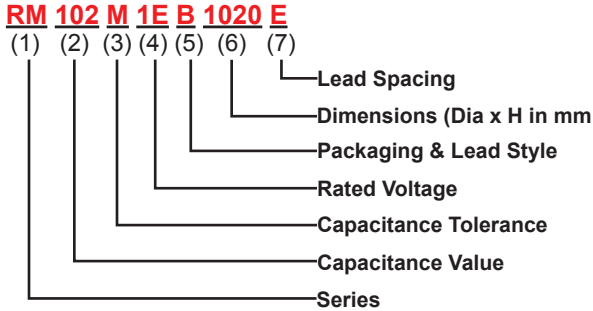 RM 102 M 1E B 1020 E
(1) (2) (3) (4) (5) (6) (7)
Lead Spacing
Dimensions (Dia x H in mm
Packaging & Lead Style
Rated Voltage
Capacitance Tolerance
Capacitance Value
Series